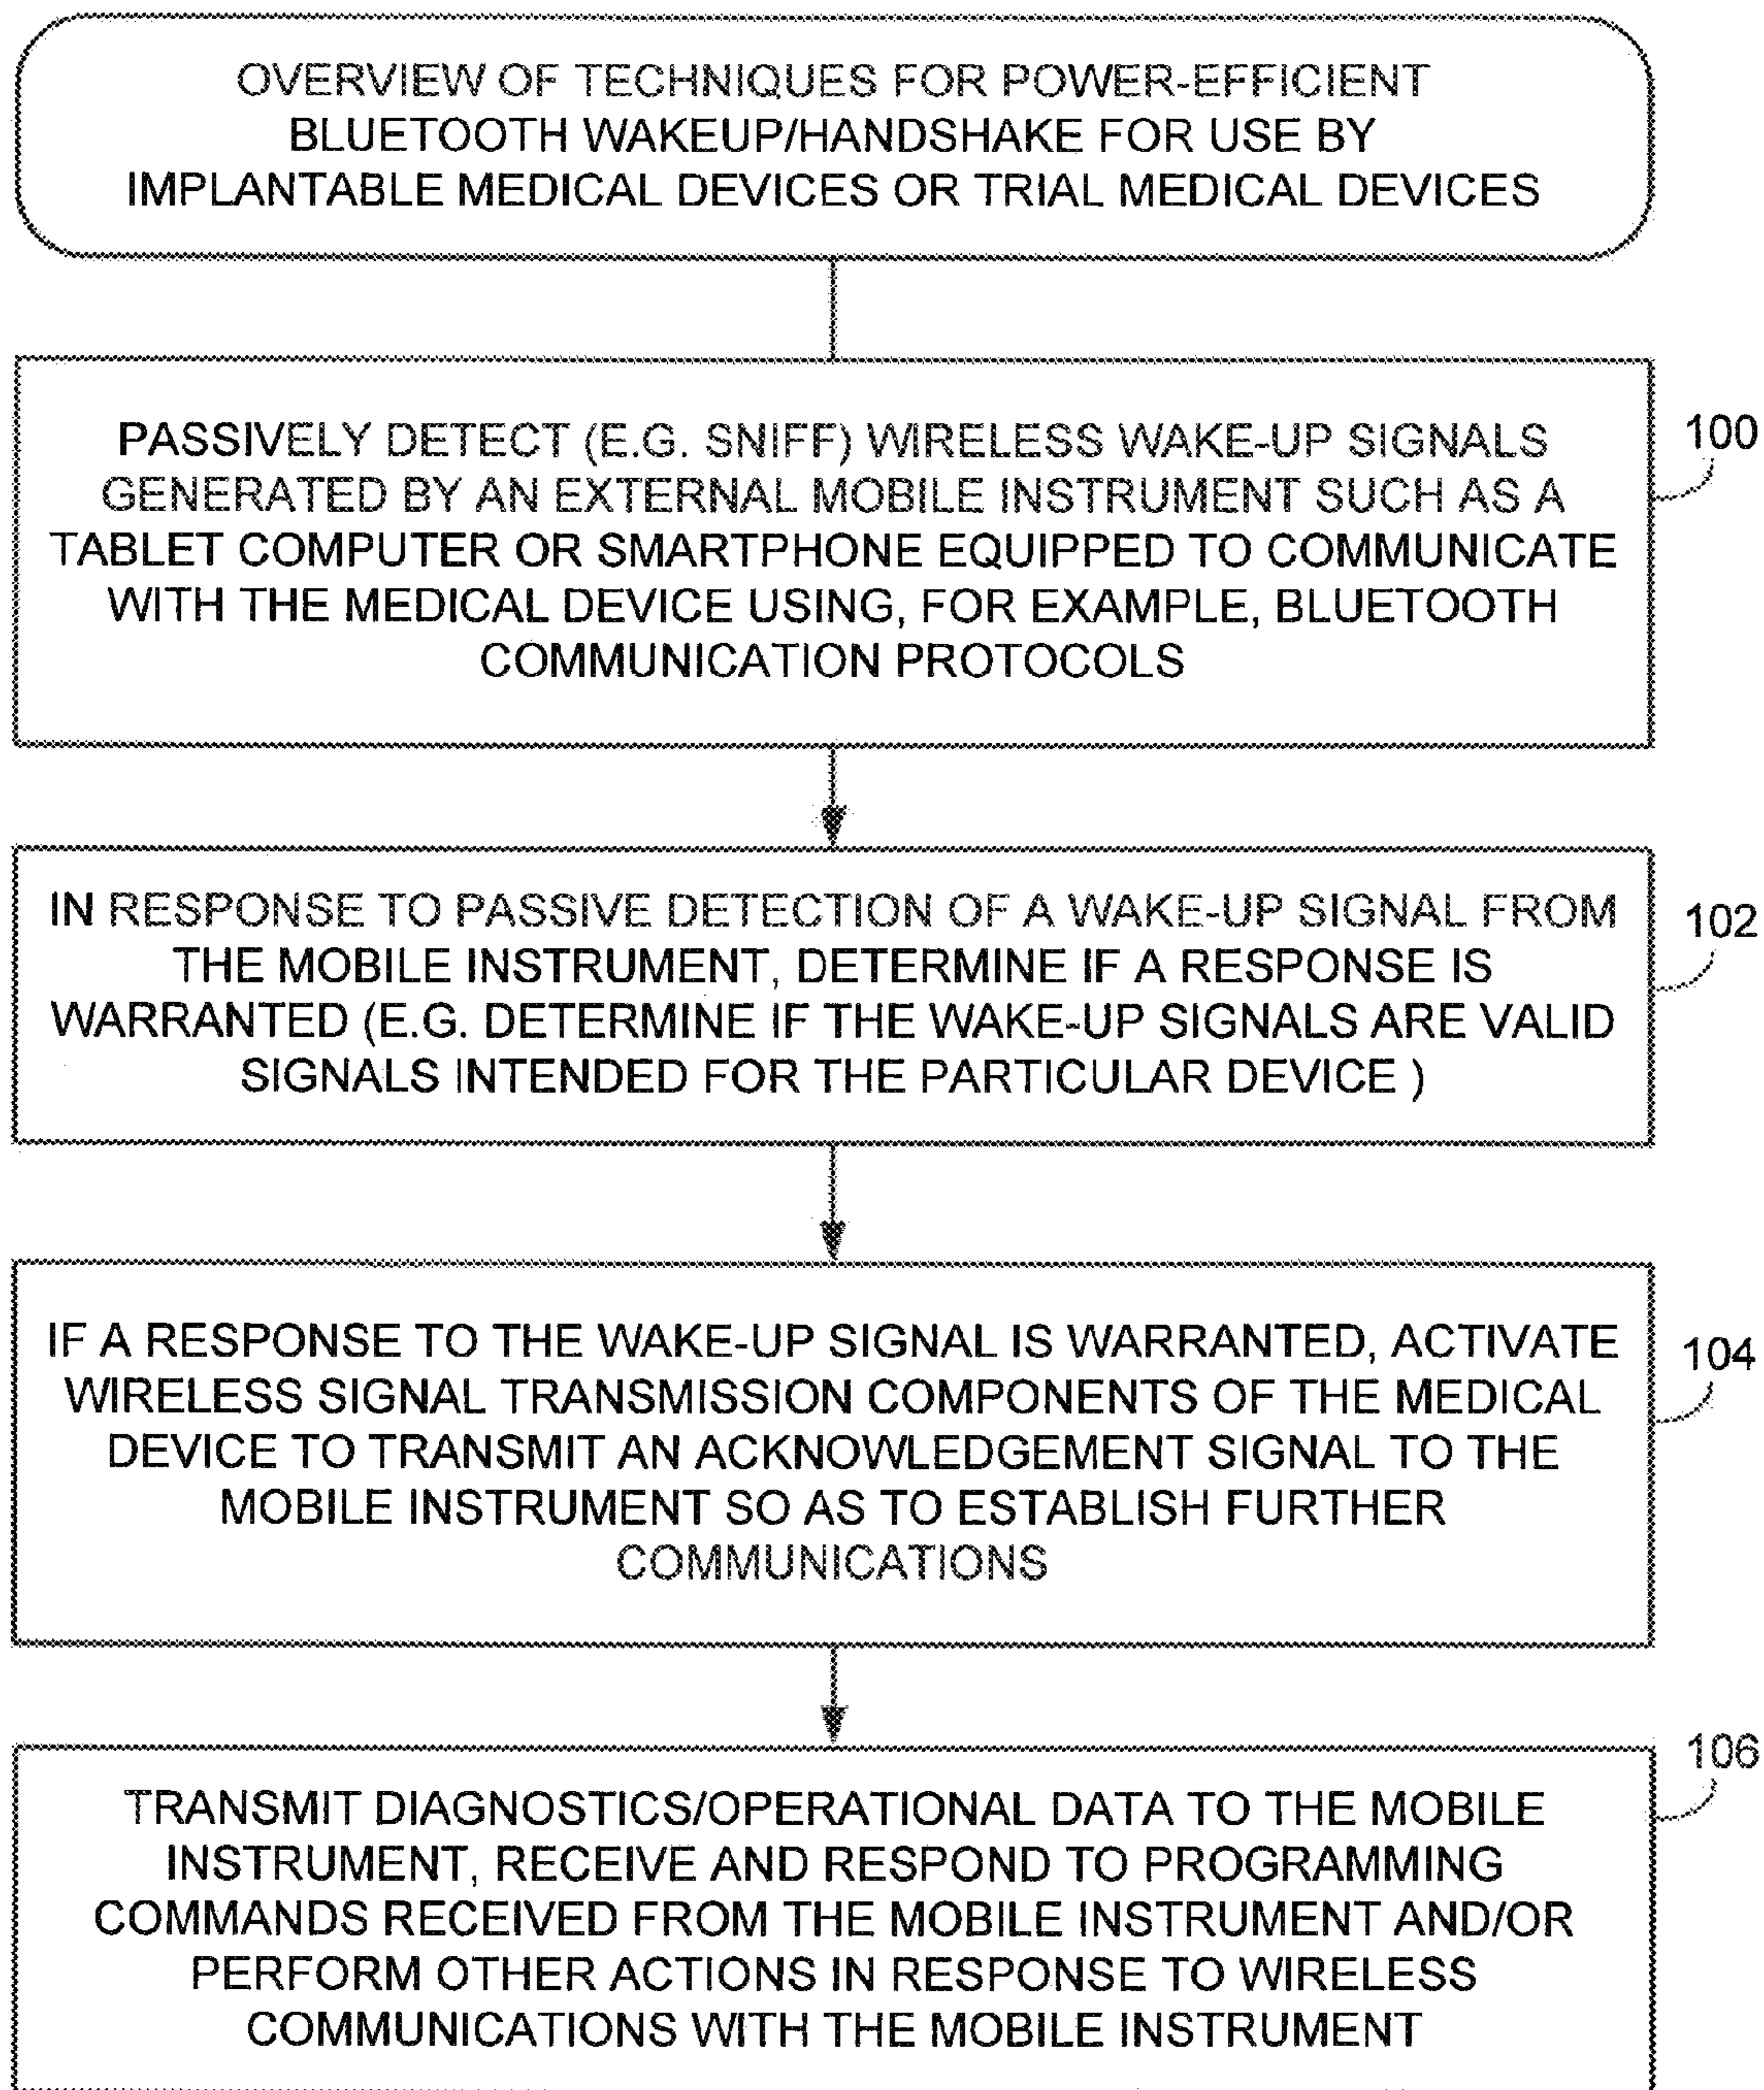 OVERVIEW OF TECHNIQUES FOR POWER-EFFICIENT
BLUETOOTH WAKEUP/HANDSHAKE FOR USE BY
IMPLANTABLE MEDICAL DEVICES OR TRIAL MEDICAL DEVICES
100
PASSIVELY DETECT (E.G. SNIFF) WIRELESS WAKE-UP SIGNALS
GENERATED BY AN EXTERNAL MOBILE INSTRUMENT SUCH AS A
TABLET COMPUTER OR SMARTPHONE EQUIPPED TO COMMUNICATE
WITH THE MEDICAL DEVICE USING, FOR EXAMPLE, BLUETOOTH
COMMUNICATION PROTOCOLS
102
IN RESPONSE TO PASSIVE DETECTION OF A WAKE-UP SIGNAL FROM
THE MOBILE INSTRUMENT, DETERMINE IF A RESPONSE IS
WARRANTED (E.G. DETERMINE IF THE WAKE-UP SIGNALS ARE VALID
SIGNALS INTENDED FOR THE PARTICULAR DEVICE )
104
IF A RESPONSE TO THE WAKE-UP SIGNAL IS WARRANTED, ACTIVATE
WIRELESS SIGNAL TRANSMISSION COMPONENTS OF THE MEDICAL
DEVICE TO TRANSMIT AN ACKNOWLEDGEMENT SIGNAL TO THE
MOBILE INSTRUMENT SO AS TO ESTABLISH FURTHER
COMMUNICATIONS
106
TRANSMIT DIAGNOSTICS/OPERATIONAL DATA TO THE MOBILE
INSTRUMENT, RECEIVE AND RESPOND TO PROGRAMMING
COMMANDS RECEIVED FROM THE MOBILE INSTRUMENT AND/OR
PERFORM OTHER ACTIONS IN RESPONSE TO WIRELESS
COMMUNICATIONS WITH THE MOBILE INSTRUMENT